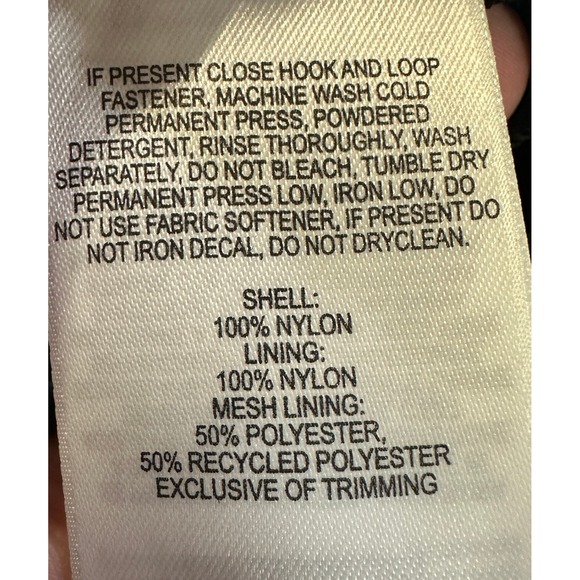 IF PRESENT CLOSE HOOK AND LOOP
FASTENER, MACHINE WASH COLD
PERMANENT PRESS, POWDERED
DETERGENT, RINSE THOROUGHLY, WASH
SEPARATELY, DO NOT BLEACH, TUMBLE DRY
PERMANENT PRESS LOW, IRON LOW, DO
NOT USE FABRIC SOFTENER, IF PRESENT DO
NOT IRON DECAL, DO NOT DRYCLEAN.
SHELL:
100% NYLON
LINING:
100% NYLON
MESH LINING:
50% POLYESTER,
50% RECYCLED POLYESTER
EXCLUSIVE OF TRIMMING